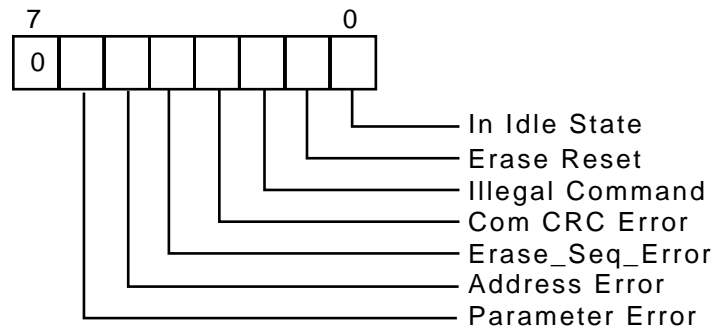 7 0
0
In Idle State
Erase Reset
Illegal Command
Com CRC Error
Erase_Seq_Error
Address Error
Parameter Error